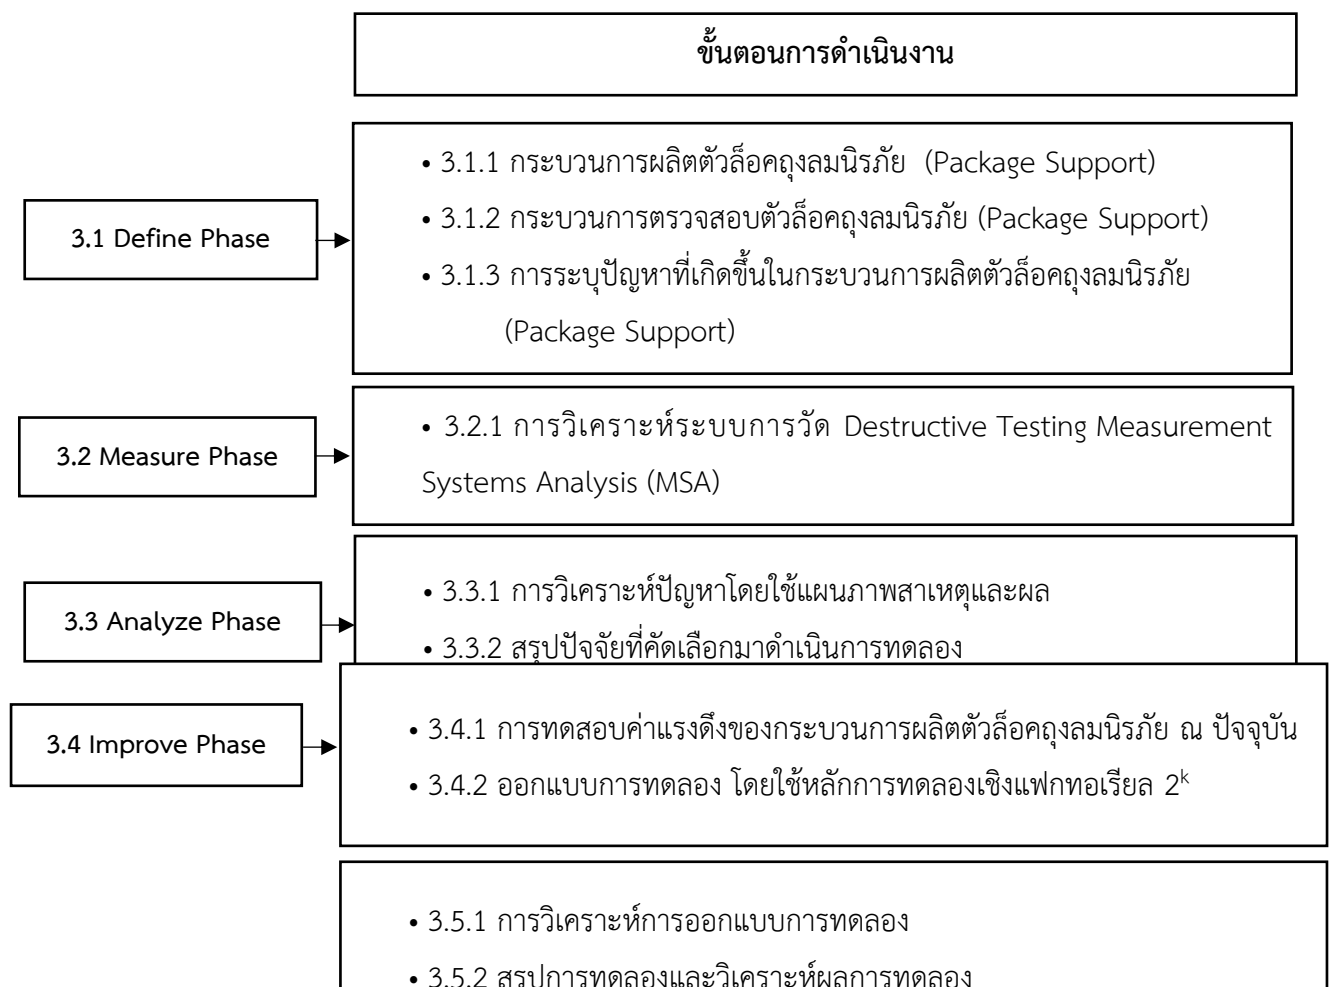 ขั้นตอนการดำเนินงาน
3.1 Define Phase
• 3.1.1 กระบวนการผลิตตัวล็อคถุงลมนิรภัย (Package Support)
• 3.1.2 กระบวนการตรวจสอบตัวล็อคถุงลมนิรภัย (Package Support)
• 3.1.3 การระบุปัญหาที่เกิดขึ้นในกระบวนการผลิตตัวล็อคถุงลมนิรภัย
(Package Support)
3.2 Measure Phase
• 3.2.1 การวิเคราะห์ระบบการวัด Destructive Testing Measurement
Systems Analysis (MSA)
3.3 Analyze Phase
• 3.3.1 การวิเคราะห์ปัญหาโดยใช้แผนภาพสาเหตุและผล
• 3.3.2 สรุปปัจจัยที่คัดเลือกมาดำเนินการทดลอง
3.4 Improve Phase
• 3.4.1 การทดสอบค่าแรงดึงของกระบวนการผลิตตัวล็อคถุงลมนิรภัย ณ ปัจจุบัน
• 3.4.2 ออกแบบการทดลอง โดยใช้หลักการทดลองเชิงแฟกทอเรียล 2ᵏ
• 3.5.1 การวิเคราะห์การออกแบบการทดลอง
• 3.5.2 สรุปการทดลองและวิเคราะห์ผลการทดลอง